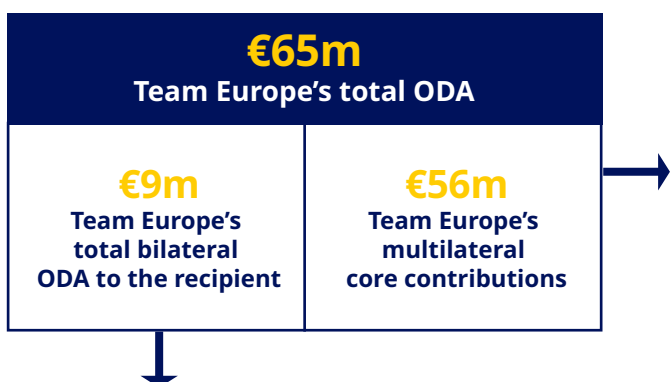 €65m
Team Europe’s total ODA
€9m
Team Europe’s
total bilateral
ODA to the recipient
€56m
Team Europe’s
multilateral
core contributions